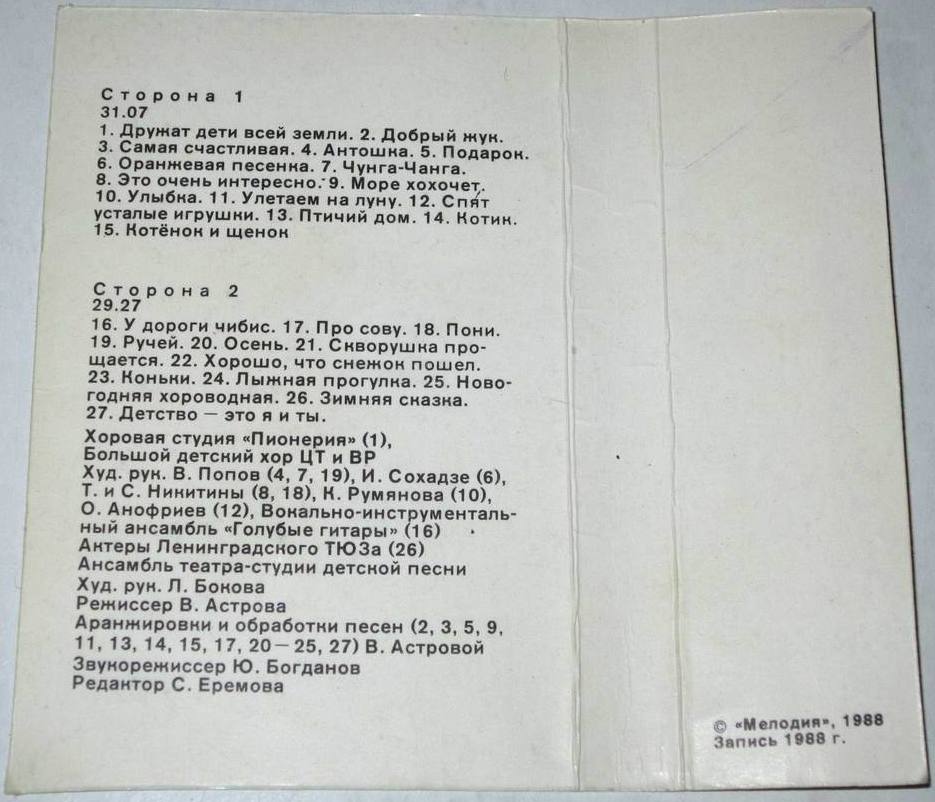 Сторона 1
31.07
1. Дружат дети всей земли. 2. Добрый жук.
3. Самая счастливая. 4. Антошка. 5. Подарок.
6. Оранжевая песенка. 7. Чунга-Чанга.
8. Это очень интересно. 9. Море хохочет.
10. Улыбка. 11. Улетаем на луну. 12. Спят
усталые игрушки. 13. Птичий дом. 14. Котик.
15. Котёнок и щенок
Сторона 2
29.27
16. У дороги чибис. 17. Про сову. 18. Пони.
19. Ручей. 20. Осень. 21. Скворушка про-
щается. 22. Хорошо, что снежок пошел.
23. Коньки. 24. Лыжная прогулка. 25. Ново-
годняя хороводная. 26. Зимняя сказка.
27. Детство — это я и ты.
Хоровая студия «Пионерия» (1),
Большой детский хор ЦТ и ВР
Худ. рук. В. Попов (4, 7, 19), И. Сохадзе (6),
Т. и С. Никитины (8, 18), К. Румянова (10),
О. Анофриев (12), Вокально-инструменталь-
ный ансамбль «Голубые гитары» (16)
Актеры Ленинградского ТЮЗа (26)
Ансамбль театра-студии детской песни
Худ. рук. Л. Бокова
Режиссер В. Астрова
Аранжировки и обработки песен (2, 3, 5, 9,
11, 13, 14, 15, 17, 20—25, 27) В. Астровой
Звукорежиссер Ю. Богданов
Редактор С. Еремова
© «Мелодия», 1988
Запись 1988 г.